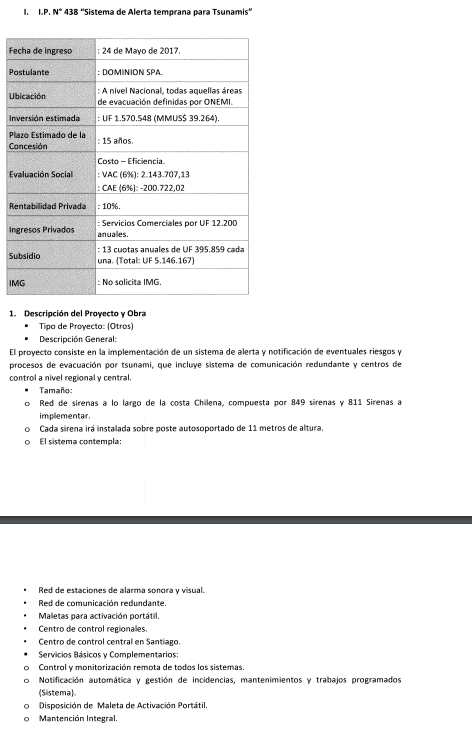 I. I.P. N° 438 “Sistema de Alerta temprana para Tsunamis”
Fecha de ingreso : 24 de Mayo de 2017.
Postulante : DOMINION SPA.
Ubicación : A nivel Nacional, todas aquellas áreas
de evacuación definidas por ONEMI.
Inversión estimada : UF 1.570.548 (MMUS$ 39.264).
Plazo Estimado de la
Concesión : 15 años.
Evaluación Social Costo – Eficiencia.
: VAC (6%): 2.143.707,13
: CAE (6%): -200.722,02
Rentabilidad Privada : 10%.
Ingresos Privados : Servicios Comerciales por UF 12.200
anuales.
Subsidio : 13 cuotas anuales de UF 395.859 cada
una. (Total: UF 5.146.167)
IMG : No solicita IMG.
1. Descripción del Proyecto y Obra
▪ Tipo de Proyecto: (Otros)
▪ Descripción General:
El proyecto consiste en la implementación de un sistema de alerta y notificación de eventuales riesgos y
procesos de evacuación por tsunami, que incluye sistema de comunicación redundante y centros de
control a nivel regional y central.
▪ Tamaño:
o Red de sirenas a lo largo de la costa Chilena, compuesta por 849 sirenas y 811 Sirenas a
implementar.
o Cada sirena irá instalada sobre poste autosoportado de 11 metros de altura.
o El sistema contempla:
• Red de estaciones de alarma sonora y visual.
• Red de comunicación redundante.
• Maletas para activación portátil.
• Centro de control regionales.
• Centro de control central en Santiago.
▪ Servicios Básicos y Complementarios:
o Control y monitorización remota de todos los sistemas.
o Notificación automática y gestión de incidencias, mantenimientos y trabajos programados
(Sistema).
o Disposición de Maleta de Activación Portátil.
o Mantención Integral.